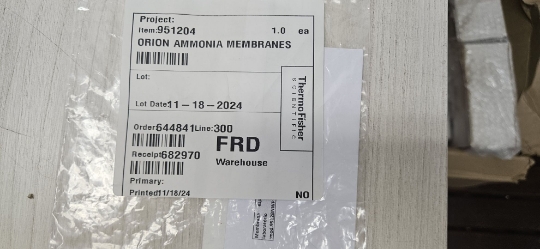 Project:
Item:951204 1.0 ea
ORION AMMONIA MEMBRANES
Lot:
Lot Date11-18-2024
ThermoFisher
SCIENTIFIC
Order644841Line:300
FRD
Receipt682970
Warehouse
Primary:
Printed11/18/24 NO